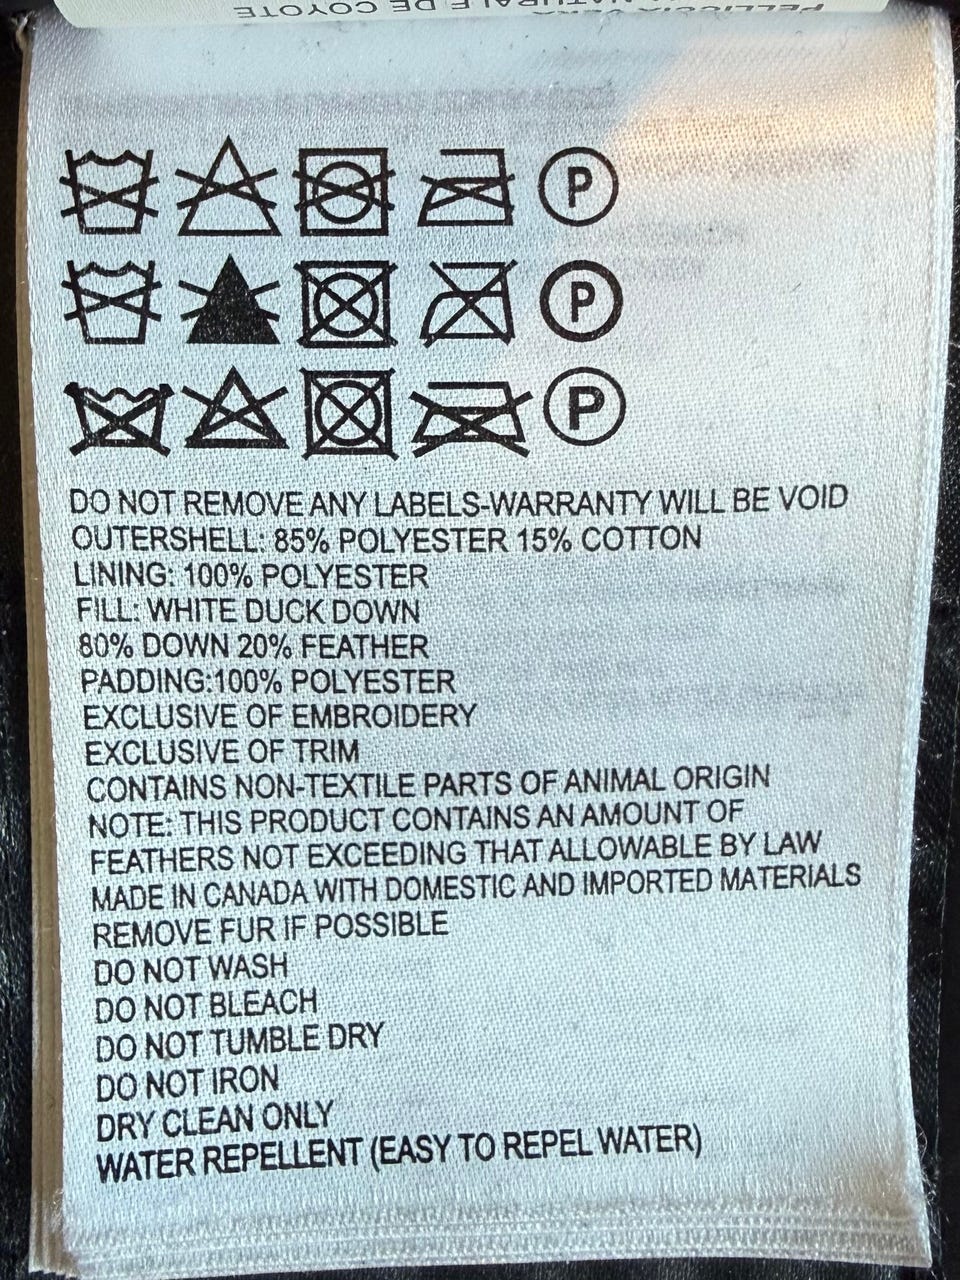 NATURALE DE COYOTE
P
P
P
DO NOT REMOVE ANY LABELS-WARRANTY WILL BE VOID
OUTERSHELL: 85% POLYESTER 15% COTTON
LINING: 100% POLYESTER
FILL: WHITE DUCK DOWN
80% DOWN 20% FEATHER
PADDING:100% POLYESTER
EXCLUSIVE OF EMBROIDERY
EXCLUSIVE OF TRIM
CONTAINS NON-TEXTILE PARTS OF ANIMAL ORIGIN
NOTE: THIS PRODUCT CONTAINS AN AMOUNT OF
FEATHERS NOT EXCEEDING THAT ALLOWABLE BY LAW
MADE IN CANADA WITH DOMESTIC AND IMPORTED MATERIALS
REMOVE FUR IF POSSIBLE
DO NOT WASH
DO NOT BLEACH
DO NOT TUMBLE DRY
DO NOT IRON
DRY CLEAN ONLY
WATER REPELLENT (EASY TO REPEL WATER)